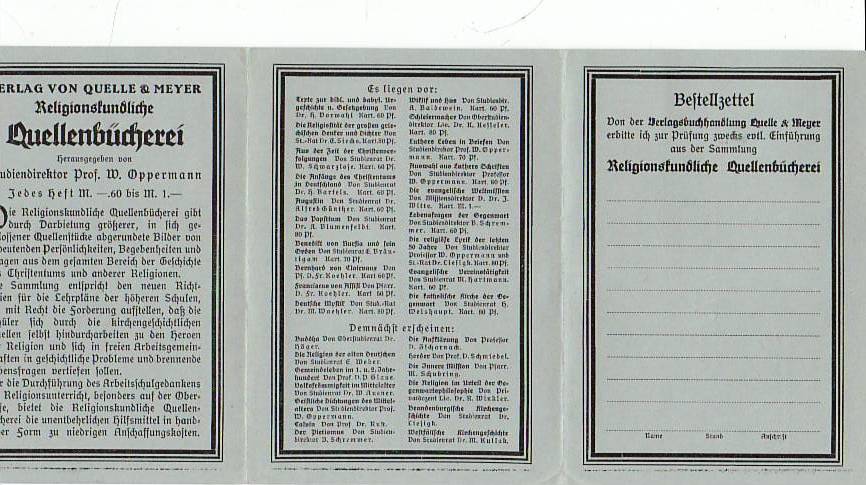 ERLAG VON QUELLE & MEYER
Religionskundliche
Quellenbücherei
Herausgegeben von
udiendirektor Prof. W. Oppermann
Jedes Heft M. —.60 bis M. 1.—
ie Religionskundliche Quellenbücherei gibt
durch Darbietung größerer, in sich ge-
lossener Quellenstücke abgerundete Bilder von
eutenden Persönlichkeiten, Begebenheiten und
agen aus dem gesamten Bereich der Geschichte
s Christentums und anderer Religionen.
e Sammlung entspricht den neuen Richt-
ien für die Lehrpläne der höheren Schulen,
mit Recht die Forderung aufstellen, daß die
üler sich durch die kirchengeschichtlichen
ellen selbst hindurcharbeiten zu den Heroen
r Religion und sich in freien Arbeitsgemein-
aften in geschichtliche Probleme und brennende
bensfragen vertiefen sollen.
r die Durchführung des Arbeitsschulgedankens
Religionsunterricht, besonders auf der Ober-
fe, bietet die Religionskundliche Quellen-
cherei die unentbehrlichen Hilfsmittel in hand-
er Form zu niedrigen Anschaffungskosten.
Es liegen vor:
Texte zur bibl. und babyl. Ur-
geschichte u. Gesetzgebung Von
Dr. H. Vorwahl Kart. 60 Pf.
Die Religiosität der großen grie-
chischen Denker und Dichter Von
St.-Rat Dr. E. Siecke. Kart. 80 Pf.
Aus der Zeit der Christenver-
folgungen Von Studienrat Dr.
W. Schwarzlose. Kart. 60 Pf.
Die Anfänge des Christentums
in Deutschland Von Studienrat
Dr. H. Bartels. Kart. 60 Pf.
Augustin Von Studienrat Dr.
Alfred Günther. Kart. 60 Pf.
Das Papsttum Von Studienrat
Dr. A. Blumenfeldt. Kart.
80 Pf.
Benedikt von Nursia und sein
Orden Von Studienrat E. Bräu-
tigam Kart. 70 Pf.
Bernhard von Clairvaux Von
Pf. D. Fr. Koehler. Kart 60 Pf.
Franciscus von Assisi Von Pfarr.
D. Fr. Koehler. Kart 60 Pf.
Deutsche Mystik Von Stud.-Rat
Dr. M. Waehler. Kart. 80 Pf.
Wiklif und Hus Von Studiendir.
A. Baldewein. Kart. 60 Pf.
Schleiermacher Von Oberstudien-
direktor Lic. Dr. K. Kesseler.
Kart. 80 Pf.
Luthers Leben in Briefen Von
Studiendirektor Prof. W. Opper-
mann. Kart. 70 Pf.
Auswahl aus Luthers Schriften
Von Studiendirektor Professor
W. Oppermann. Kart. 60 Pf.
Die evangelische Weltmission
Von Missionsdirektor D. Dr. J.
Witte. Kart. M. 1.—
Lebensfragen der Gegenwart
Von Studiendirektor B. Schrem-
mer. Kart. 60 Pf.
Die religiöse Lyrik der letzten
50 Jahre Von Studiendirektor
Professor W. Oppermann und
St.-Rat Dr. Liesigk. Kart. 80 Pf.
Evangelische Vereinstätigkeit
Von Studienrat W. Hartmann.
Kart. 60 Pf.
Die katholische Kirche der Ge-
genwart Von Studienrat H.
Weishaupt. Kart. 60 Pf.
Demnächst erscheinen:
Buddha Von Oberstudienrat Dr.
Häger.
Die Religion der alten Deutschen
Von Studienrat E. Weber.
Gemeindeleben im 1. u. 2. Jahr-
hundert Von Prof. D. P. Glaue.
Volksfrömmigkeit im Mittelalter
Von Studienrat Dr. W.
Geistliche Dichtungen des Mittel-
alters Von Studiendirektor Prof.
W. Oppermann.
Calvin Von Prof. Dr.
Der Pietismus Von Studien-
direktor B. Schremmer.
Die Aufklärung Von Professor
D. Zscharnack.
Herder Von Prof. D. Schmiedel.
Die Innere Mission Von Pfarr.
M. Schubring.
Die Religion im Urteil der Ge-
genwartsphilosophie Von Pri-
vatdozent Lic. Dr. R. Winkler.
Brandenburgische Kirchenge-
schichte Von Studienrat Dr.
Liesigk.
Westfälische Kirchengeschichte
Von Studienrat Dr. M. Kullak.
Bestellzettel
Von der Verlagsbuchhandlung Quelle & Meyer
erbitte ich zur Prüfung zwecks evtl. Einführung
aus der Sammlung
Religionskundliche Quellenbücherei
Name Stand Anschrift